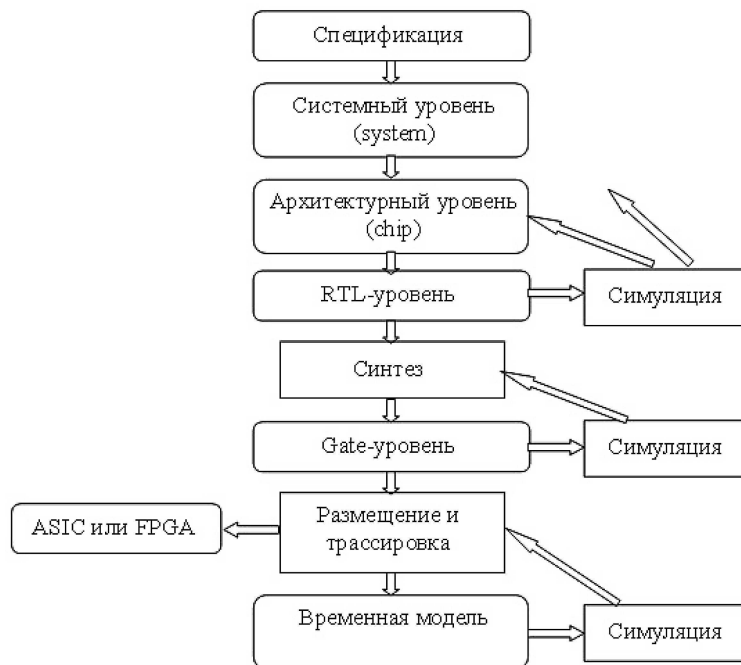 Спецификация
Системный уровень
(system)
Архитектурный уровень
(chip)
RTL-уровень
Симуляция
Синтез
Gate-уровень
Симуляция
ASIC или FPGA
Размещение и
трассировка
Временная модель
Симуляция